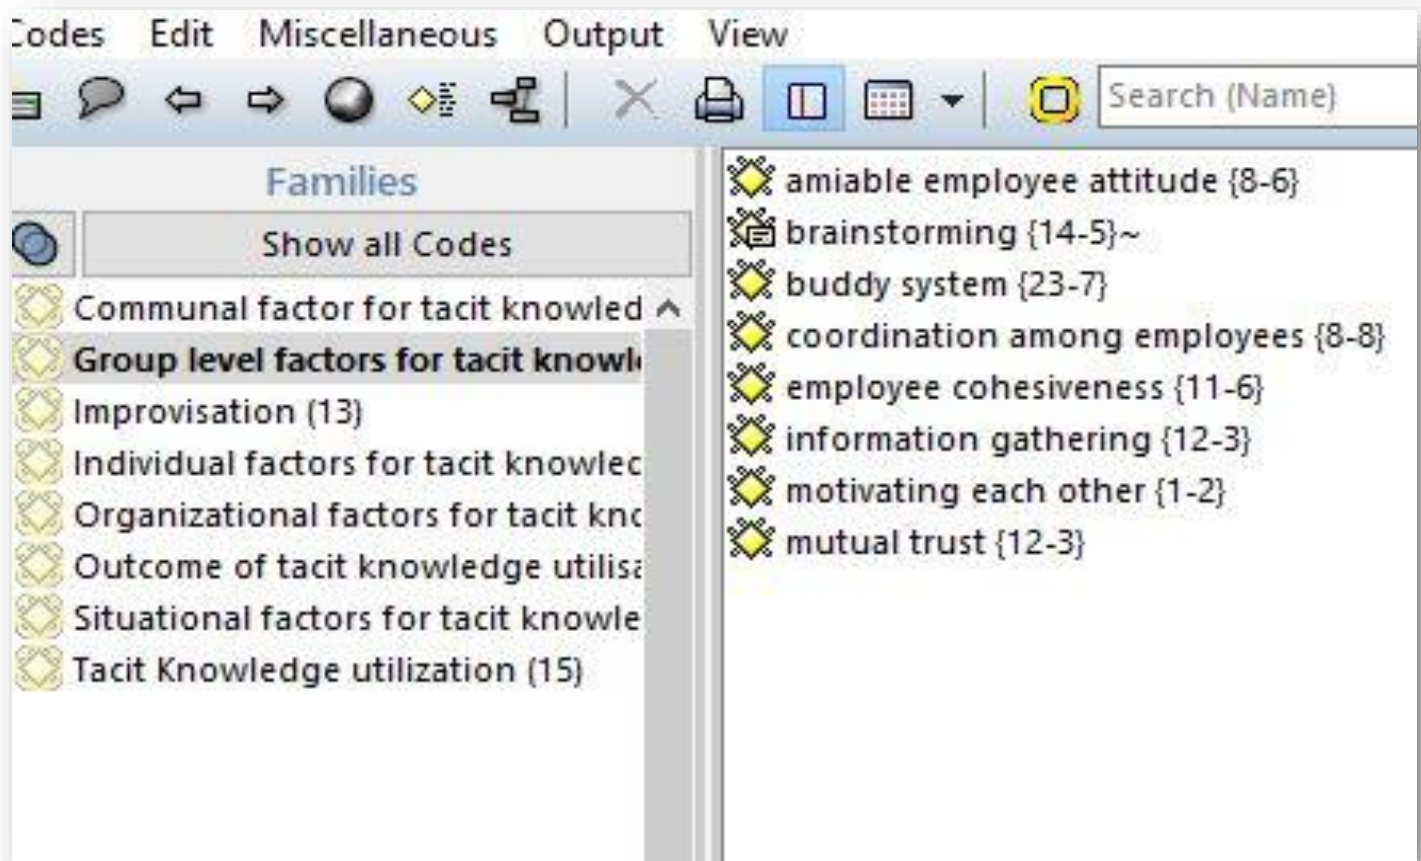 Codes Edit Miscellaneous Output View
Search (Name)
Families
Show all Codes
Communal factor for tacit knowled
Group level factors for tacit knowl
Improvisation (13)
Individual factors for tacit knowlec
Organizational factors for tacit knc
Outcome of tacit knowledge utilisa
Situational factors for tacit knowle
Tacit Knowledge utilization (15)
amiable employee attitude {8-6}
brainstorming {14-5}~
buddy system {23-7}
coordination among employees {8-8}
employee cohesiveness {11-6}
information gathering {12-3}
motivating each other {1-2}
mutual trust {12-3}